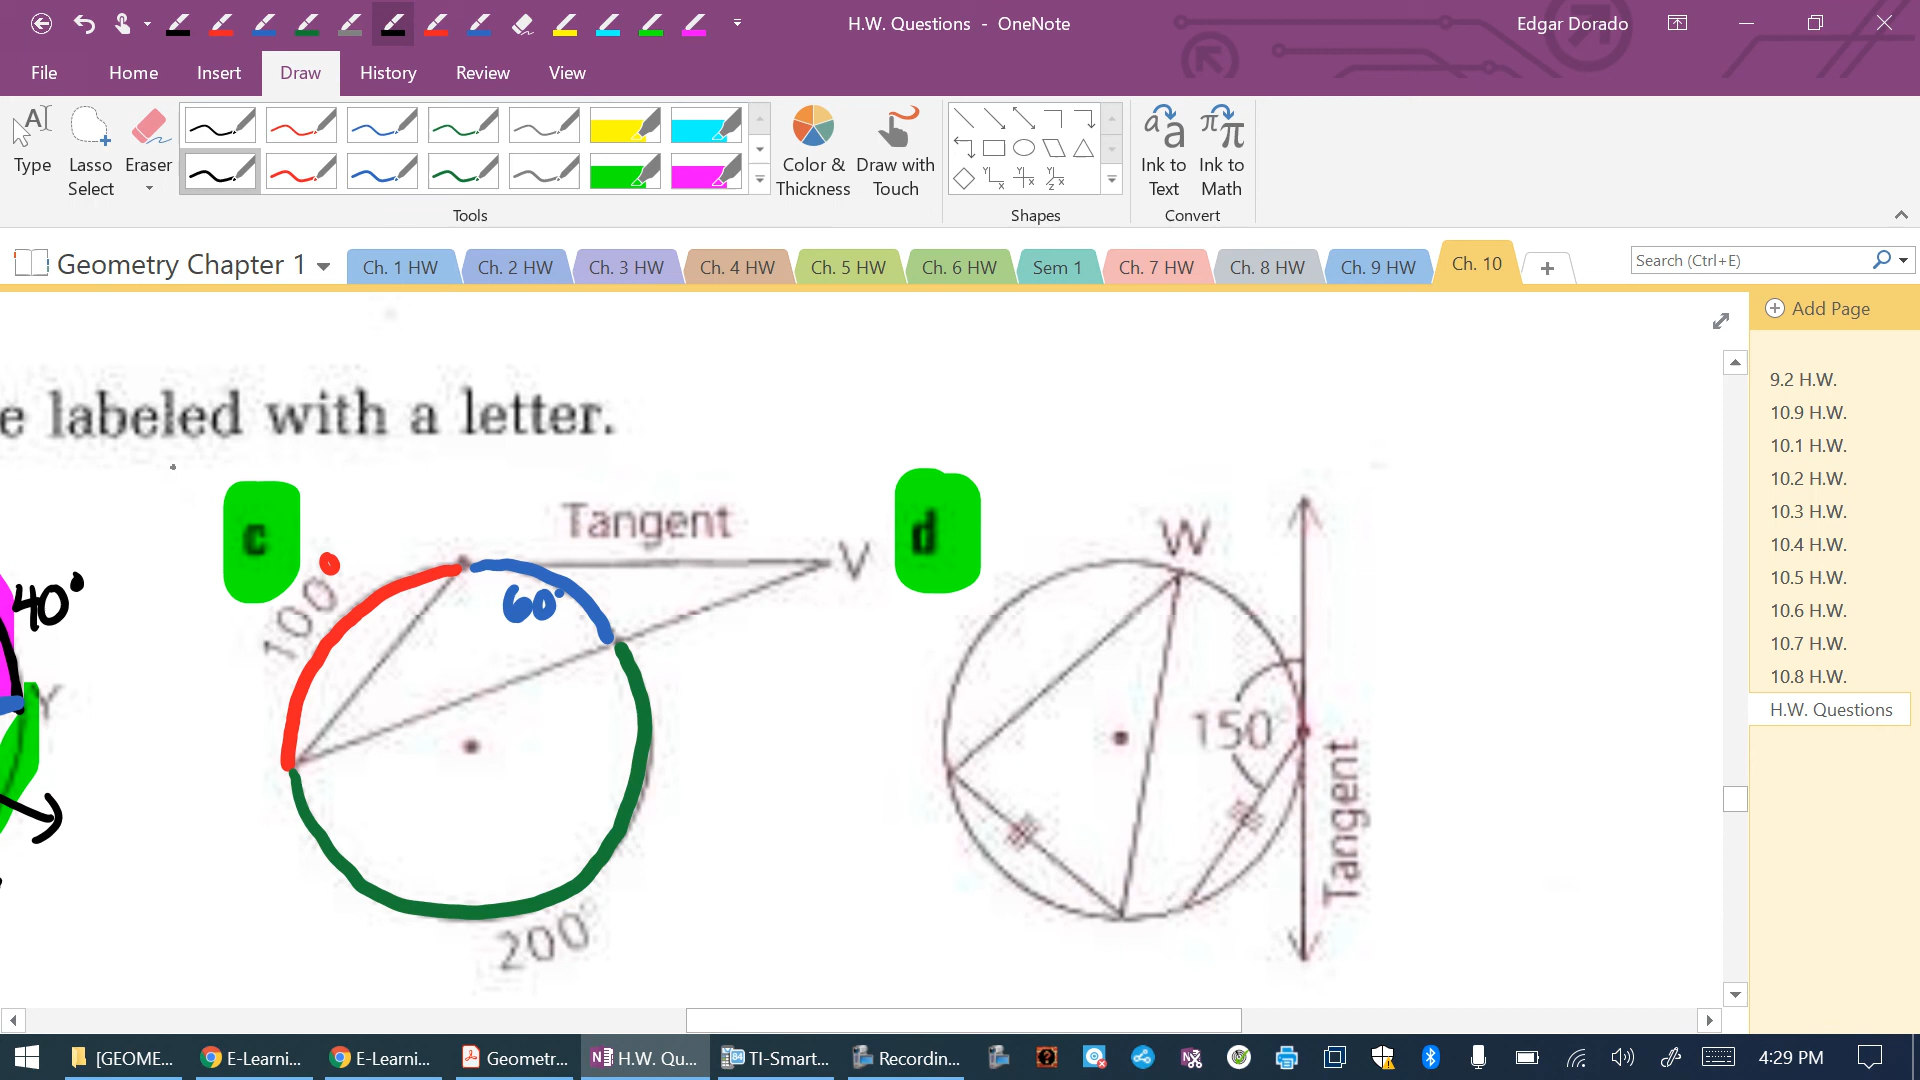 H.W. Questions - OneNote
Edgar Dorado
File Home Insert Draw History Review View
Type
Lasso Select
Eraser
Color & Thickness
Draw with Touch
Ink to Text
Ink to Math
Tools
Shapes
Convert
Geometry Chapter 1
Ch. 1 HW Ch. 2 HW Ch. 3 HW Ch. 4 HW Ch. 5 HW Ch. 6 HW Sem 1 Ch. 7 HW Ch. 8 HW Ch. 9 HW Ch. 10
Search (Ctrl+E)
Add Page
9.2 H.W.
10.9 H.W.
10.1 H.W.
10.2 H.W.
10.3 H.W.
10.4 H.W.
10.5 H.W.
10.6 H.W.
10.7 H.W.
10.8 H.W.
H.W. Questions
e labeled with a letter.
40°
Y
c
100°
Tangent
V
60°
200°
d
W
150
Tangent
[GEOME... E-Learni... E-Learni... Geometr... H.W. Qu... TI-Smart... Recordin... 4:29 PM